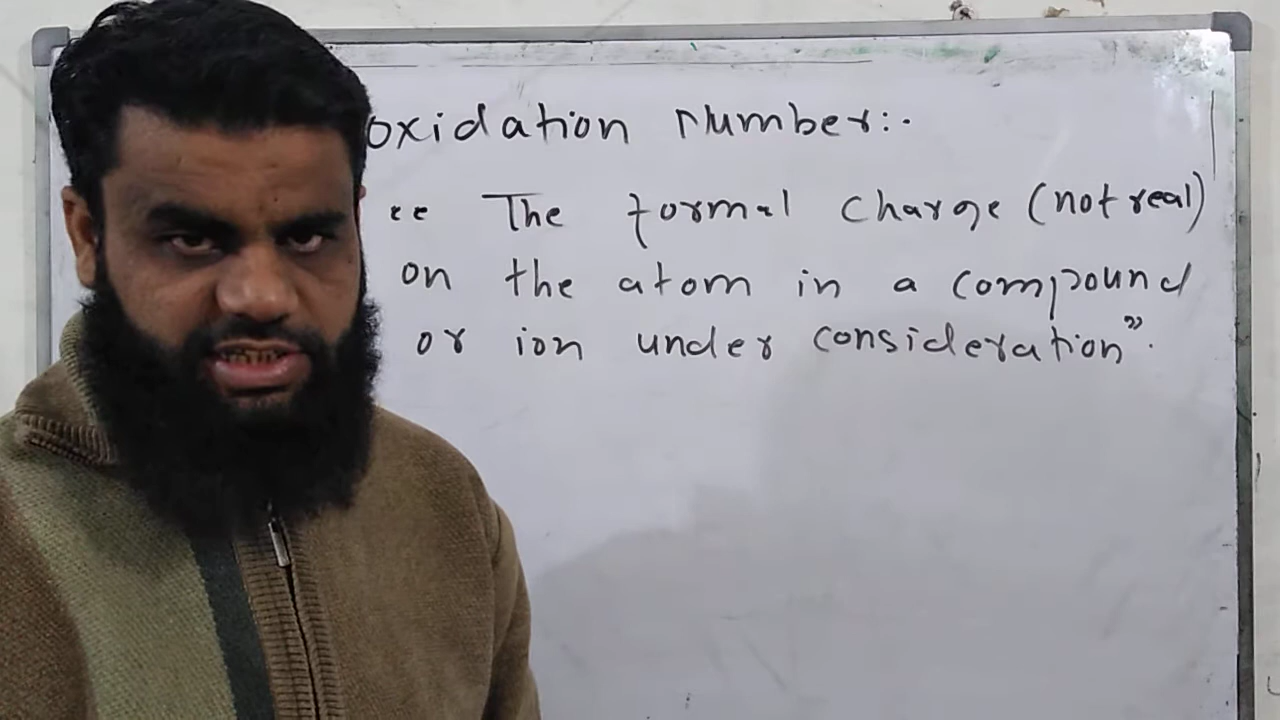 oxidation Number:-
“ The formal charge (not real)
on the atom in a compound
or ion under consideration”.